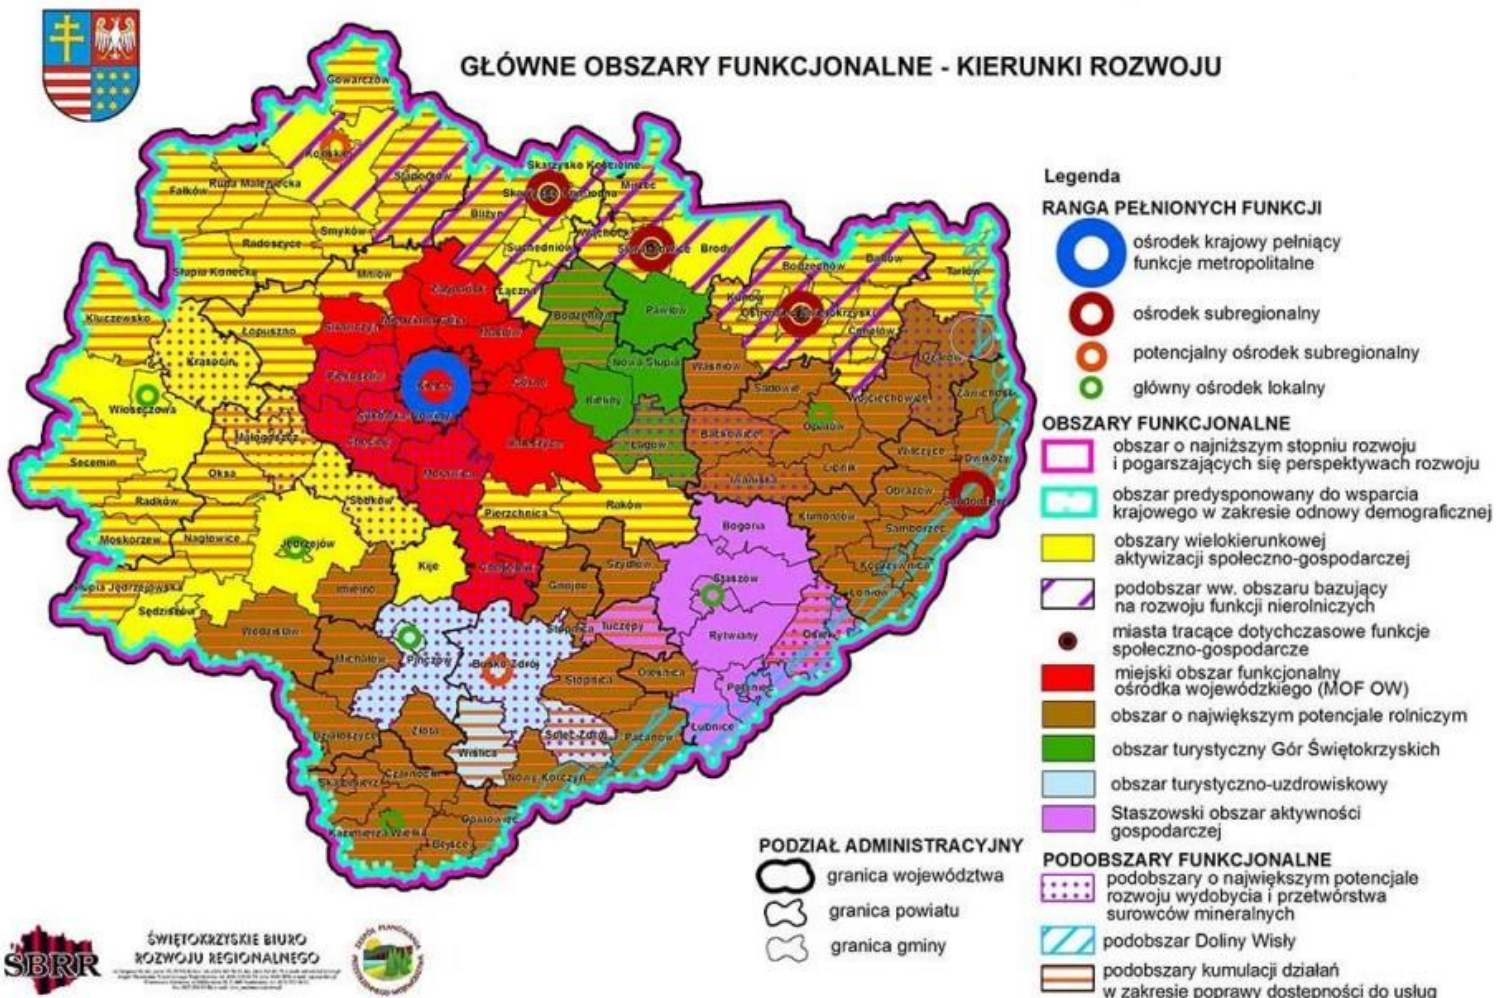 GŁÓWNE OBSZARY FUNKCJONALNE - KIERUNKI ROZWOJU
Gowarczów
Końskie
Stąporków
Ruda Maleniecka
Fałków
Smyków
Radoszyce
Słupia Konecka
Skarżysko Kościelne
Mirzec
Bliżyn
Suchedniów
Wąchock
Brody
Bodzechów
Bałtów
Tarłów
Kunów
Ćmielów
Łączna
Mniów
Zagnańsk
Masłów
Bodzentyn
Pawłów
Nowa Słupia
Waśniów
Sadowie
Ożarów
Zawichost
Wojciechowice
Opatów
Kluczewsko
Krasocin
Łopuszno
Strawczyn
Piekoszów
Kielce
Górno
Bieliny
Łagów
Baćkowice
Lipnik
Wilczyce
Dwikozy
Włoszczowa
Małogoszcz
Chęciny
Daleszyce
Morawica
Iwaniska
Obrazów
Sandomierz
Secemin
Oksa
Radków
Sobków
Pierzchnica
Raków
Bogoria
Klimontów
Samborzec
Moskorzew
Nagłowice
Jędrzejów
Kije
Chmielnik
Szydłów
Gnojno
Staszów
Koprzywnica
Łoniów
Słupia Jędrzejowska
Imielno
Sędziszów
Wodzisław
Michałów
Pińczów
Busko-Zdrój
Stopnica
Tuczępy
Rytwiany
Osiek
Oleśnica
Stopnica
Połaniec
Łubnice
Działoszyce
Złota
Wiślica
Solec-Zdrój
Pacanów
Skalbmierz
Czarnocin
Nowy Korczyn
Kazimierza Wielka
Opatowiec
Bejsce
Legenda
RANGA PEŁNIONYCH FUNKCJI
ośrodek krajowy pełniący
funkcje metropolitalne
ośrodek subregionalny
potencjalny ośrodek subregionalny
główny ośrodek lokalny
OBSZARY FUNKCJONALNE
obszar o najniższym stopniu rozwoju
i pogarszających się perspektywach rozwoju
obszar predysponowany do wsparcia
krajowego w zakresie odnowy demograficznej
obszary wielokierunkowej
aktywizacji społeczno-gospodarczej
podobszar ww. obszaru bazujący
na rozwoju funkcji nierolniczych
miasta tracące dotychczasowe funkcje
społeczno-gospodarcze
miejski obszar funkcjonalny
ośrodka wojewódzkiego (MOF OW)
obszar o największym potencjale rolniczym
obszar turystyczny Gór Świętokrzyskich
obszar turystyczno-uzdrowiskowy
Staszowski obszar aktywności
gospodarczej
PODOBSZARY FUNKCJONALNE
podobszary o największym potencjale
rozwoju wydobycia i przetwórstwa
surowców mineralnych
podobszar Doliny Wisły
podobszary kumulacji działań
w zakresie poprawy dostępności do usług
PODZIAŁ ADMINISTRACYJNY
granica województwa
granica powiatu
granica gminy
ŚBRR
ŚWIĘTOKRZYSKIE BIURO
ROZWOJU REGIONALNEGO